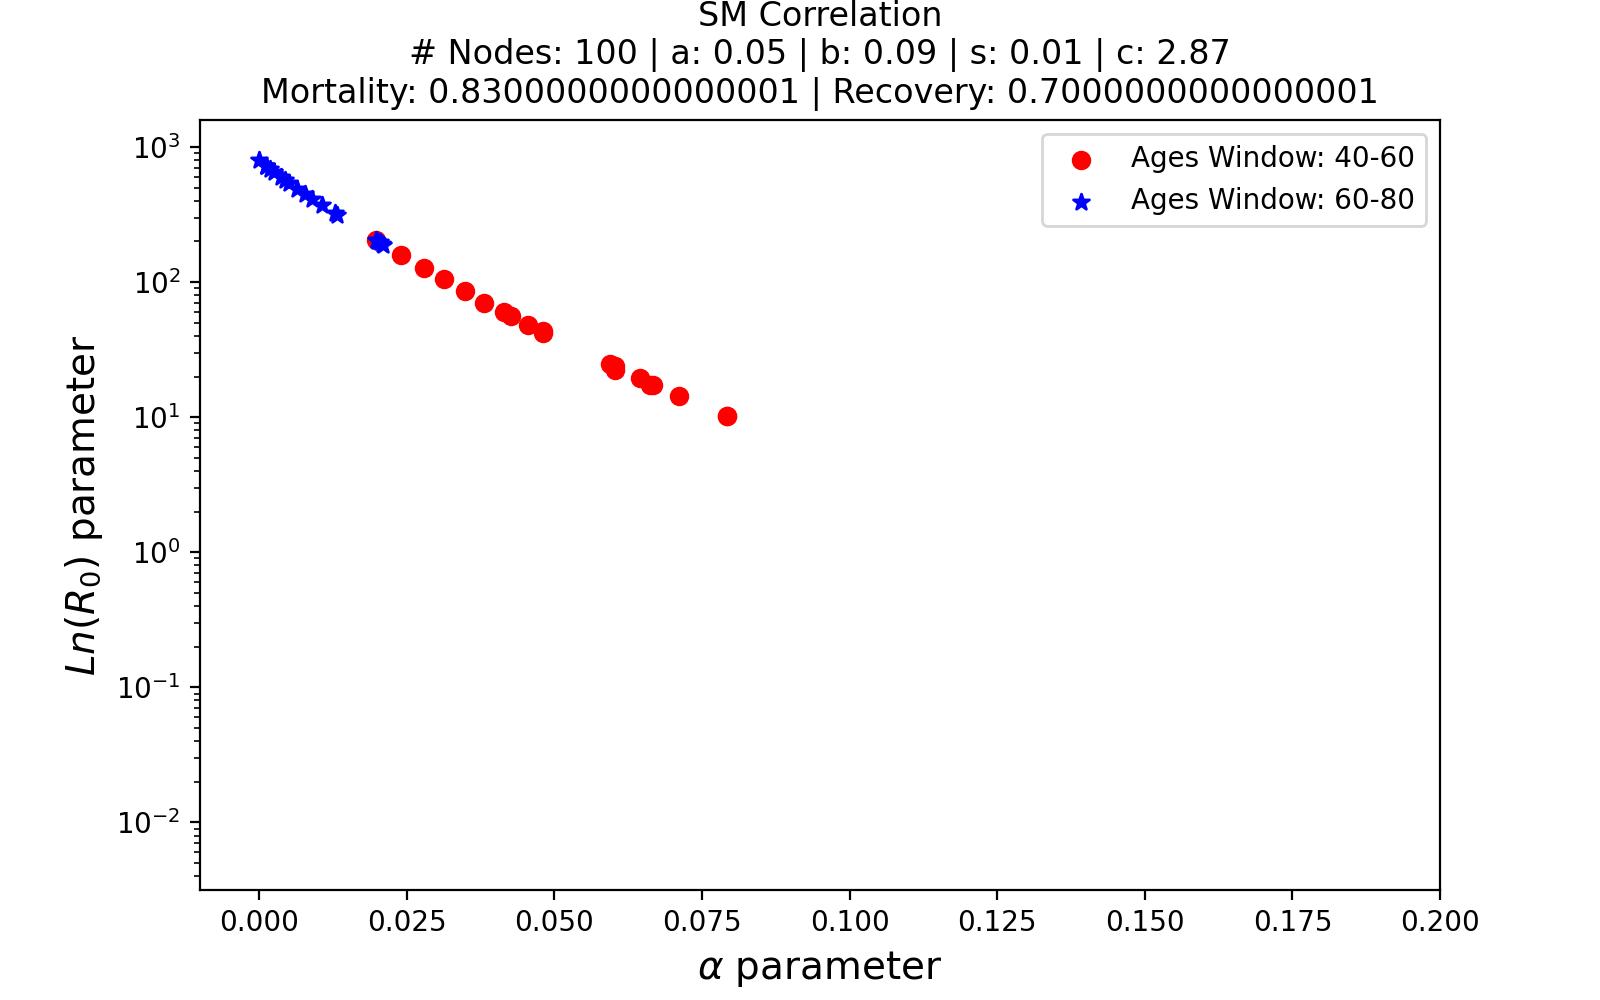 SM Correlation
# Nodes: 100 | a: 0.05 | b: 0.09 | s: 0.01 | c: 2.87
Mortality: 0.8300000000000001 | Recovery: 0.7000000000000001
Ages Window: 40-60
Ages Window: 60-80
Ln(R₀) parameter
10³
10²
10¹
10⁰
10⁻¹
10⁻²
0.000 0.025 0.050 0.075 0.100 0.125 0.150 0.175 0.200
α parameter